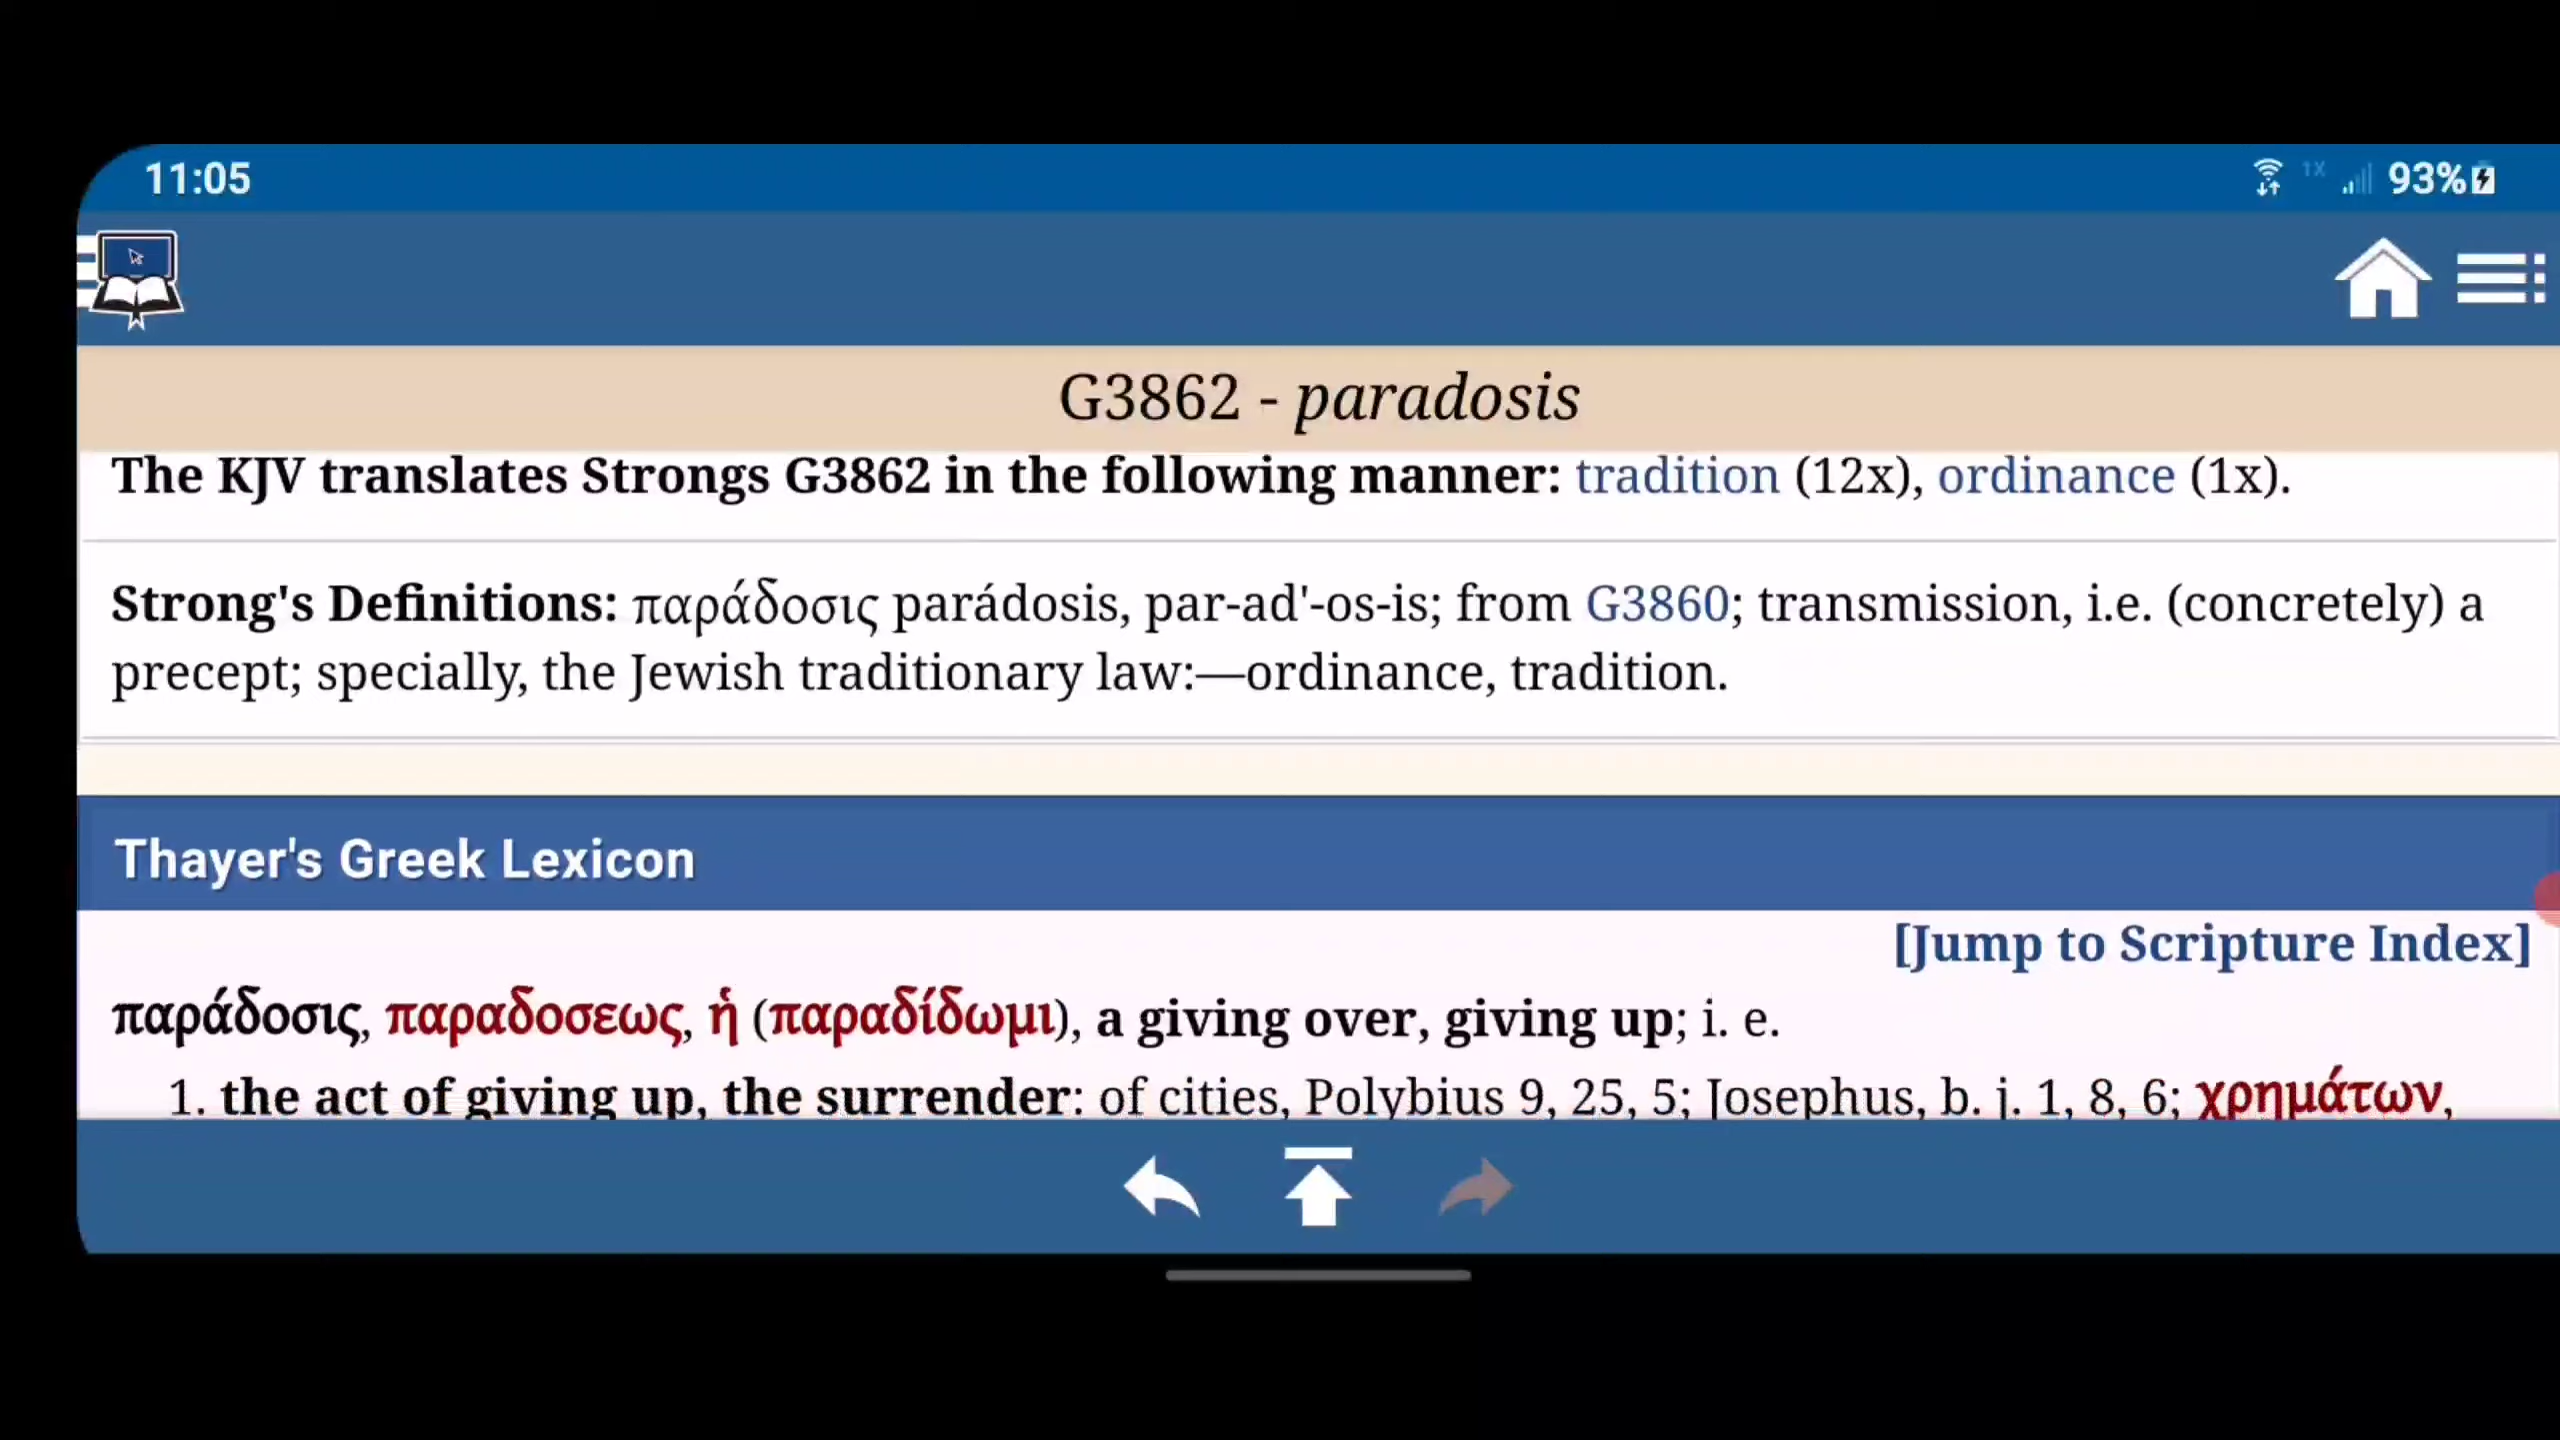 11:05
1X
93%
G3862 - paradosis
The KJV translates Strongs G3862 in the following manner: tradition (12x), ordinance (1x).
Strong's Definitions: παράδοσις parádosis, par-ad'-os-is; from G3860; transmission, i.e. (concretely) a
precept; specially, the Jewish traditionary law:—ordinance, tradition.
Thayer's Greek Lexicon
[Jump to Scripture Index]
παράδοσις, παραδοσεως, ἡ (παραδίδωμι), a giving over, giving up; i. e.
1. the act of giving up, the surrender: of cities, Polybius 9, 25, 5; Josephus, b. j. 1, 8, 6; χρημάτων,